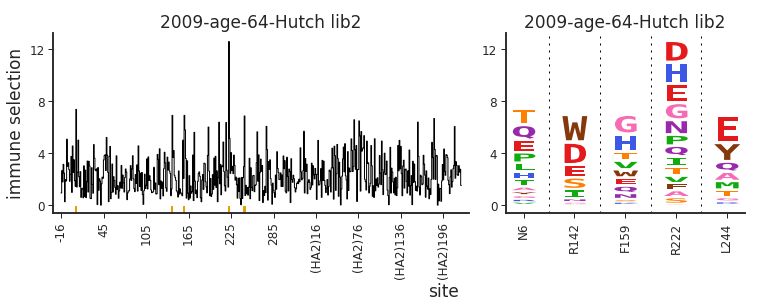 2009-age-64-Hutch lib2
2009-age-64-Hutch lib2
immune selection
12
8
4
0
-16
45
105
165
225
285
(HA2)16
(HA2)76
(HA2)136
(HA2)196
site
12
8
4
0
T
Q
E
P
L
H
T
A
W
D
E
S
I
G
H
T
V
W
E
Q
N
S
D
H
E
G
N
P
Q
I
T
V
F
A
S
E
Y
Q
A
M
T
S
N6
R142
F159
R222
L244